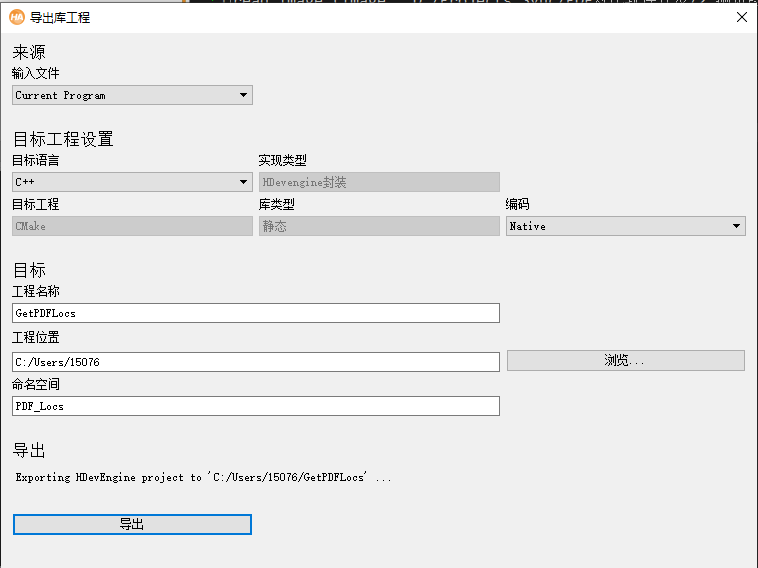 HA 导出库工程
来源
输入文件
Current Program
目标工程设置
目标语言 实现类型
C++ HDevengine封装
目标工程 库类型 编码
CMake 静态 Native
目标
工程名称
GetPDFLocs
工程位置
C:/Users/15076 浏览...
命名空间
PDF_Locs
导出
Exporting HDevEngine project to 'C:/Users/15076/GetPDFLocs' ...
导出